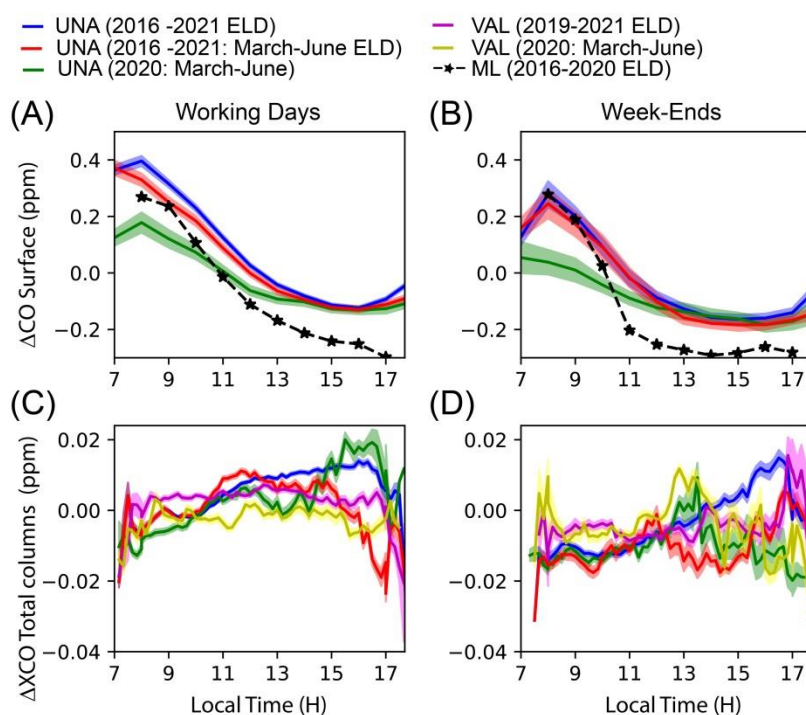 UNA (2016 -2021 ELD)
UNA (2016 -2021: March-June ELD)
UNA (2020: March-June)
VAL (2019-2021 ELD)
VAL (2020: March-June)
ML (2016-2020 ELD)
(A) Working Days
(B) Week-Ends
ΔCO Surface (ppm)
0.4
0.2
0.0
−0.2
7 9 11 13 15 17
0.4
0.2
0.0
−0.2
7 9 11 13 15 17
(C)
(D)
ΔXCO Total columns (ppm)
0.02
0.00
−0.02
−0.04
7 9 11 13 15 17
Local Time (H)
0.02
0.00
−0.02
−0.04
7 9 11 13 15 17
Local Time (H)